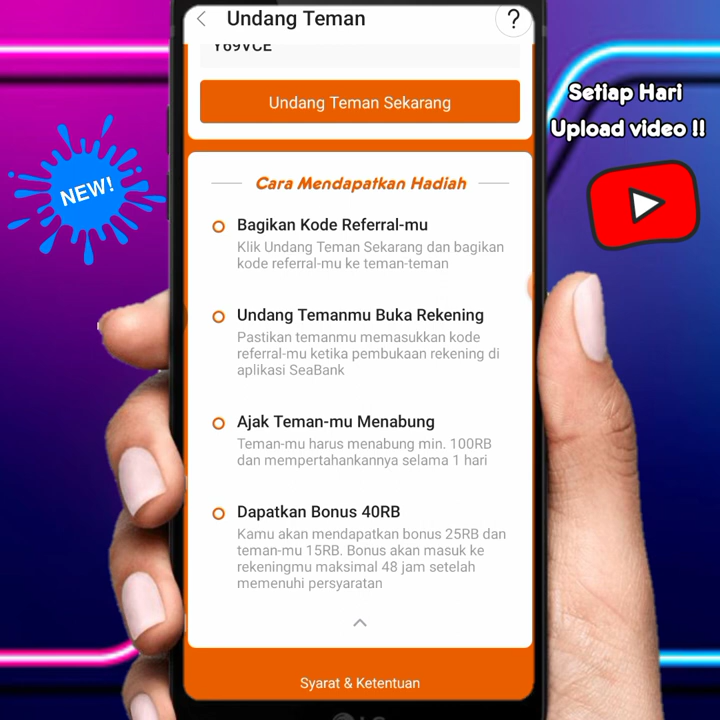 Undang Teman
?
Y69VCE
Undang Teman Sekarang
Setiap Hari
Upload video !!
NEW!
Cara Mendapatkan Hadiah
Bagikan Kode Referral-mu
Klik Undang Teman Sekarang dan bagikan
kode referral-mu ke teman-teman
Undang Temanmu Buka Rekening
Pastikan temanmu memasukkan kode
referral-mu ketika pembukaan rekening di
aplikasi SeaBank
Ajak Teman-mu Menabung
Teman-mu harus menabung min. 100RB
dan mempertahankannya selama 1 hari
Dapatkan Bonus 40RB
Kamu akan mendapatkan bonus 25RB dan
teman-mu 15RB. Bonus akan masuk ke
rekeningmu maksimal 48 jam setelah
memenuhi persyaratan
Syarat & Ketentuan